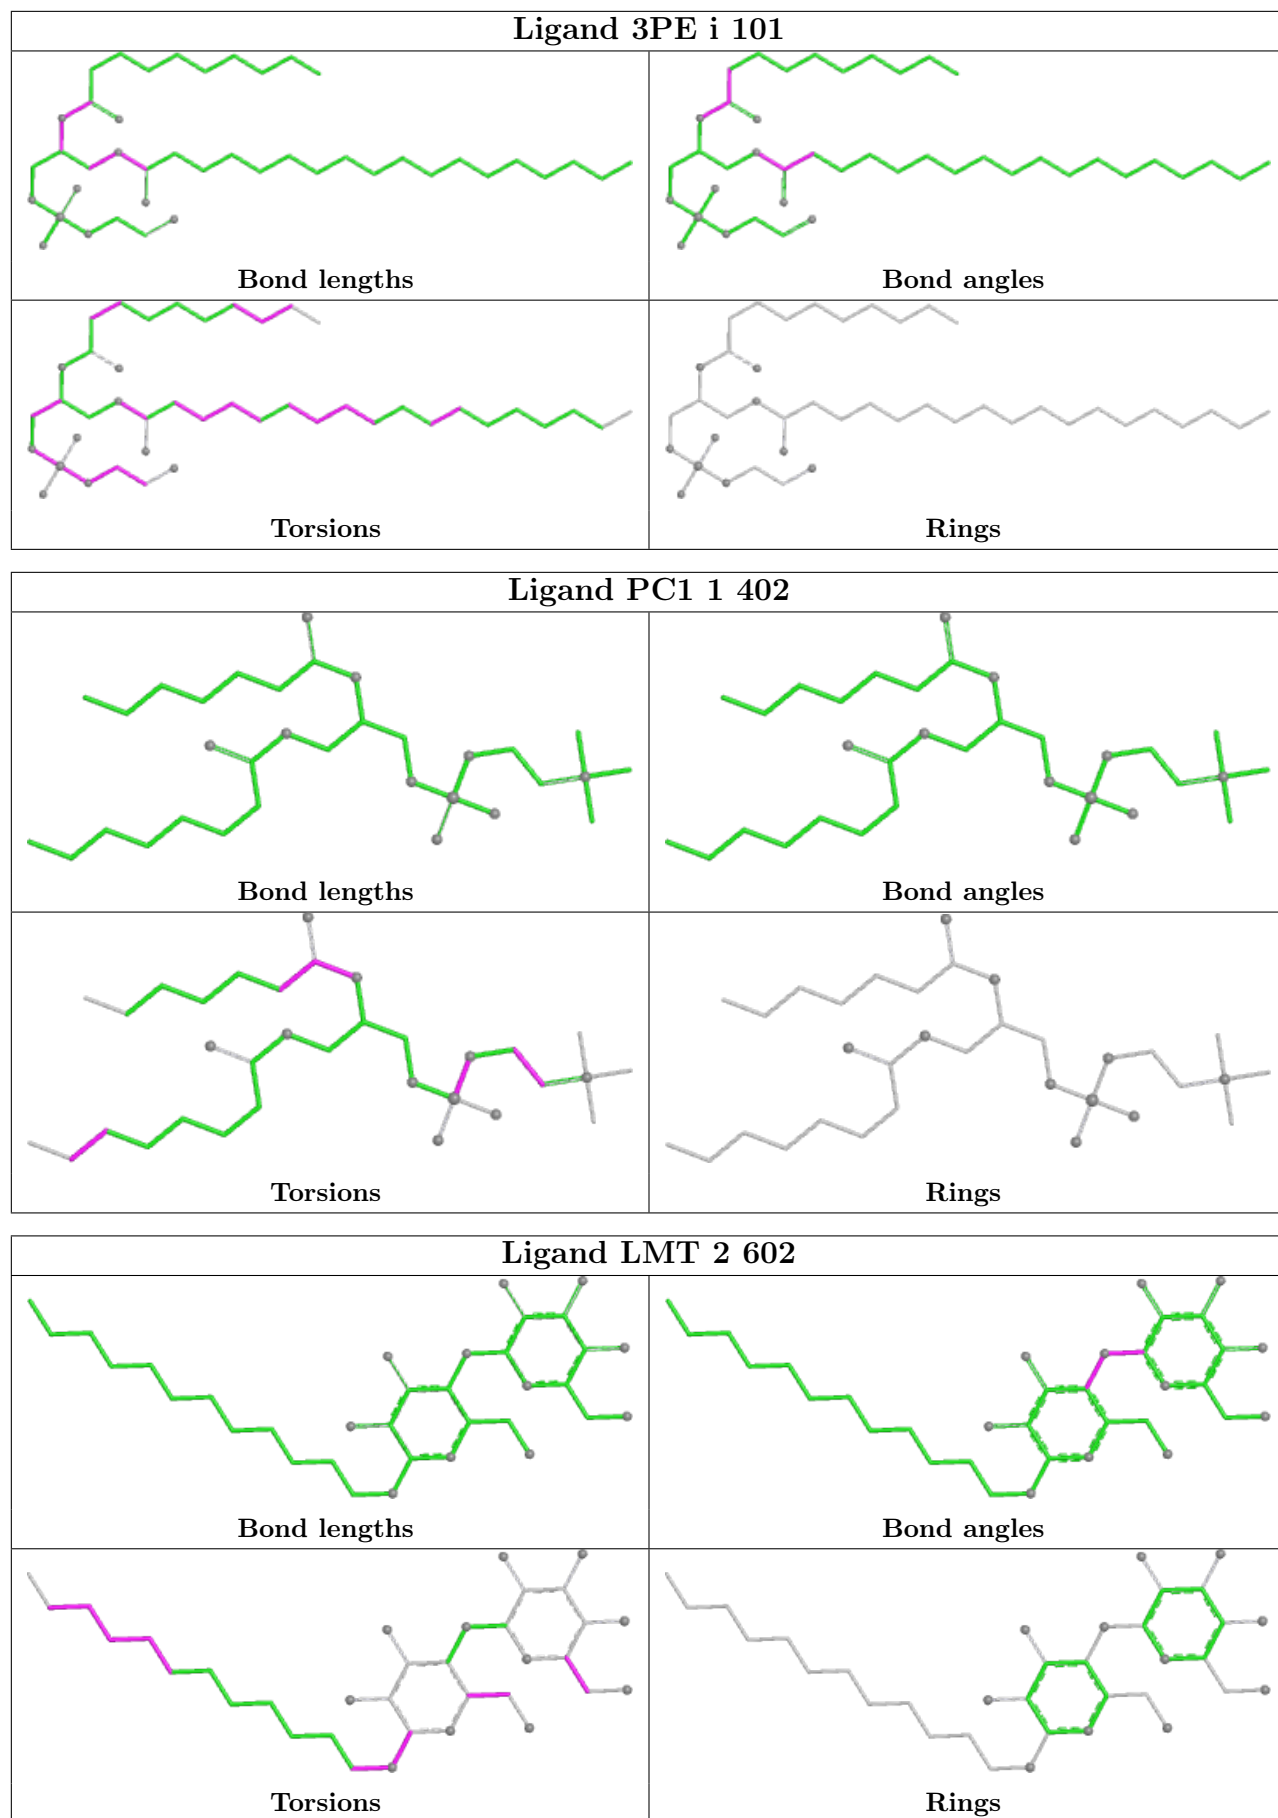 Ligand 3PE i 101
Bond lengths
Bond angles
Torsions
Rings
Ligand PC1 1 402
Bond lengths
Bond angles
Torsions
Rings
Ligand LMT 2 602
Bond lengths
Bond angles
Torsions
Rings